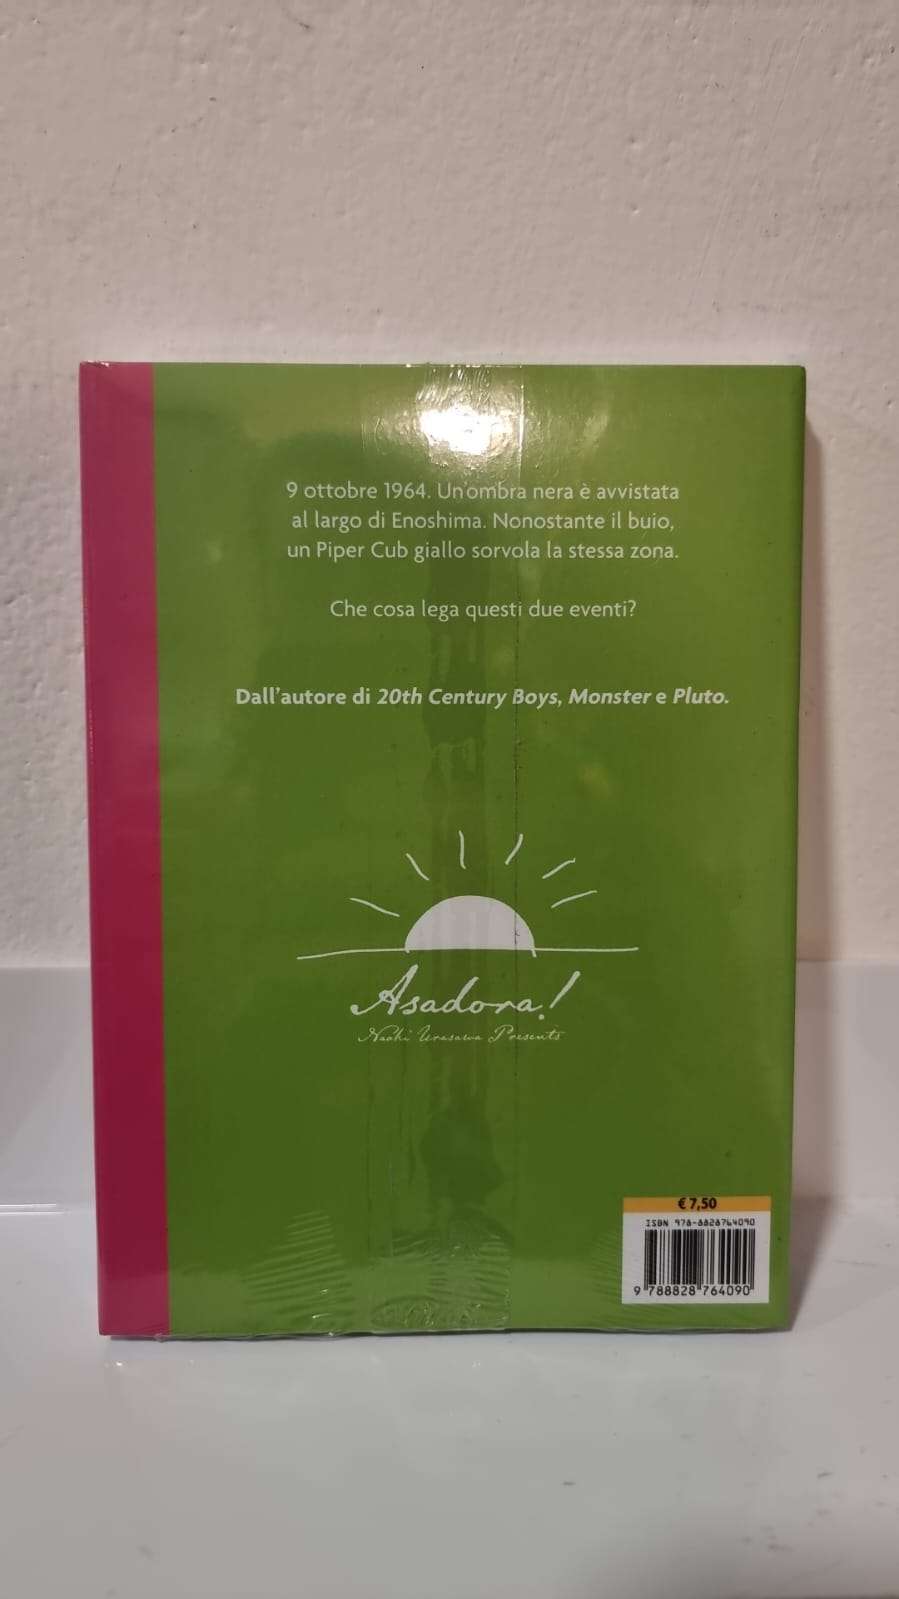 9 ottobre 1964. Un'ombra nera è avvistata
al largo di Enoshima. Nonostante il buio,
un Piper Cub giallo sorvola la stessa zona.
Che cosa lega questi due eventi?
Dall'autore di 20th Century Boys, Monster e Pluto.
Asadora!
Naoki Urasawa Presents
€ 7,50
ISBN 978-8828764090
9 788828 764090